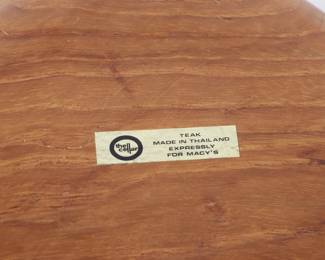 the
cellar
TEAK
MADE IN THAILAND
EXPRESSLY
FOR MACY'S